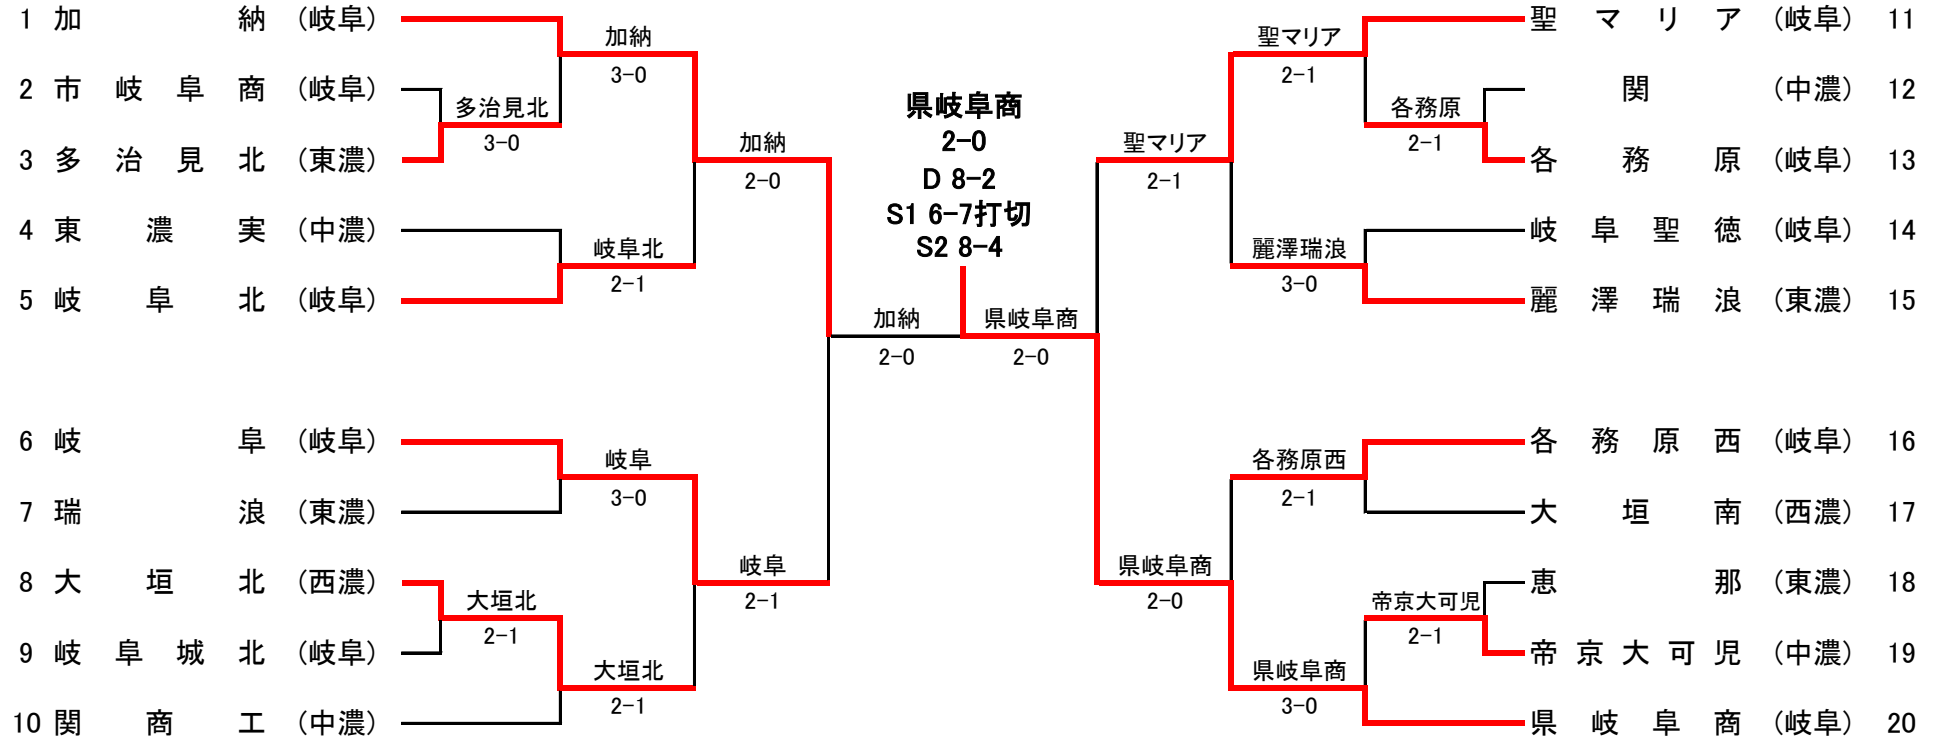 1 加納 (岐阜)
2 市岐阜商 (岐阜)
3 多治見北 (東濃)
4 東濃実 (中濃)
5 岐阜北 (岐阜)
6 岐阜 (岐阜)
7 瑞浪 (東濃)
8 大垣北 (西濃)
9 岐阜城北 (岐阜)
10 関商工 (中濃)
多治見北
3-0
大垣北
2-1
加納
3-0
岐阜北
2-1
岐阜
3-0
大垣北
2-1
加納
2-0
岐阜
2-1
加納
2-0
県岐阜商
2-0
D 8-2
S1 6-7打切
S2 8-4
県岐阜商
2-0
聖マリア
2-1
県岐阜商
2-0
聖マリア
2-1
麗澤瑞浪
3-0
各務原西
2-1
県岐阜商
3-0
各務原
2-1
帝京大可児
2-1
聖マリア (岐阜) 11
関 (中濃) 12
各務原 (岐阜) 13
岐阜聖徳 (岐阜) 14
麗澤瑞浪 (東濃) 15
各務原西 (岐阜) 16
大垣南 (西濃) 17
恵那 (東濃) 18
帝京大可児 (中濃) 19
県岐阜商 (岐阜) 20